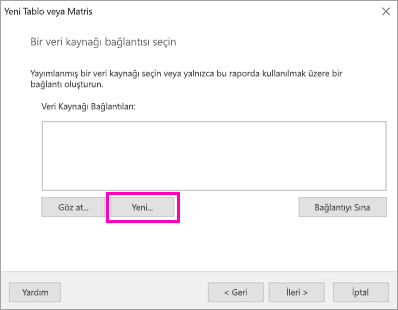 Yeni Tablo veya Matris
Bir veri kaynağı bağlantısı seçin
Yayımlanmış bir veri kaynağı seçin veya yalnızca bu raporda kullanılmak üzere bir
bağlantı oluşturun.
Veri Kaynağı Bağlantıları:
Göz at... Yeni... Bağlantıyı Sına
Yardım < Geri İleri > İptal